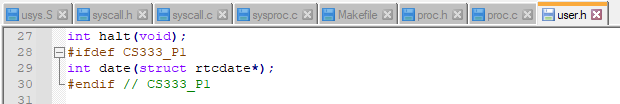 usys.S syscall.h syscall.c sysproc.c Makefile proc.h proc.c user.h
27 int halt(void);
28 #ifdef CS333_P1
29 int date(struct rtcdate*);
30 #endif // CS333_P1
31